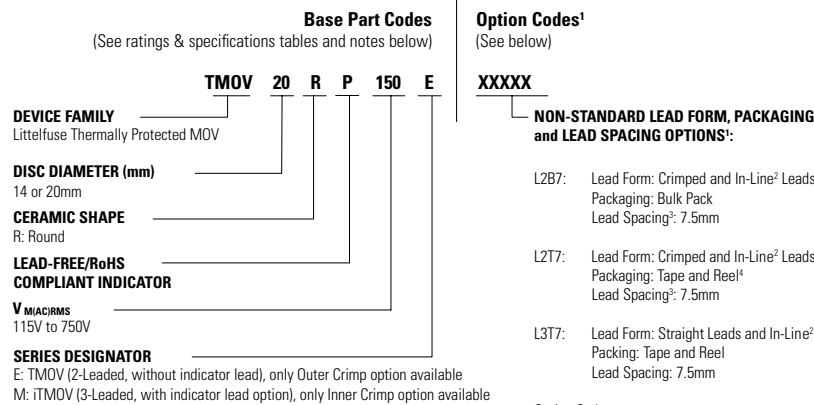 Base Part Codes
(See ratings & specifications tables and notes below)
Option Codes¹
(See below)
TMOV 20 R P 150 E XXXXX
DEVICE FAMILY
Littelfuse Thermally Protected MOV
DISC DIAMETER (mm)
14 or 20mm
CERAMIC SHAPE
R: Round
LEAD-FREE/RoHS
COMPLIANT INDICATOR
V M(AC)RMS
115V to 750V
SERIES DESIGNATOR
E: TMOV (2-Leaded, without indicator lead), only Outer Crimp option available
M: iTMOV (3-Leaded, with indicator lead option), only Inner Crimp option available
NON-STANDARD LEAD FORM, PACKAGING
and LEAD SPACING OPTIONS¹:
L2B7: Lead Form: Crimped and In-Line² Leads
Packaging: Bulk Pack
Lead Spacing³: 7.5mm
L2T7: Lead Form: Crimped and In-Line² Leads
Packaging: Tape and Reel⁴
Lead Spacing³: 7.5mm
L3T7: Lead Form: Straight Leads and In-Line²
Packing: Tape and Reel
Lead Spacing: 7.5mm